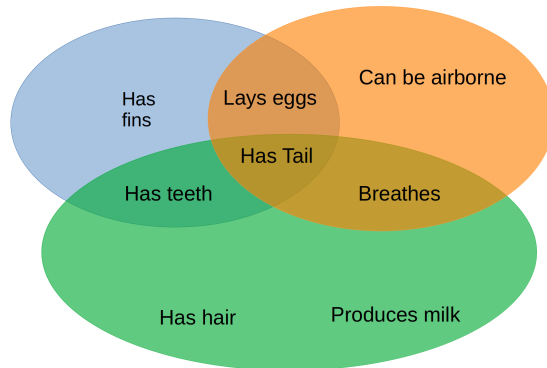 Can be airborne
Has
fins
Lays eggs
Has Tail
Has teeth
Breathes
Has hair
Produces milk